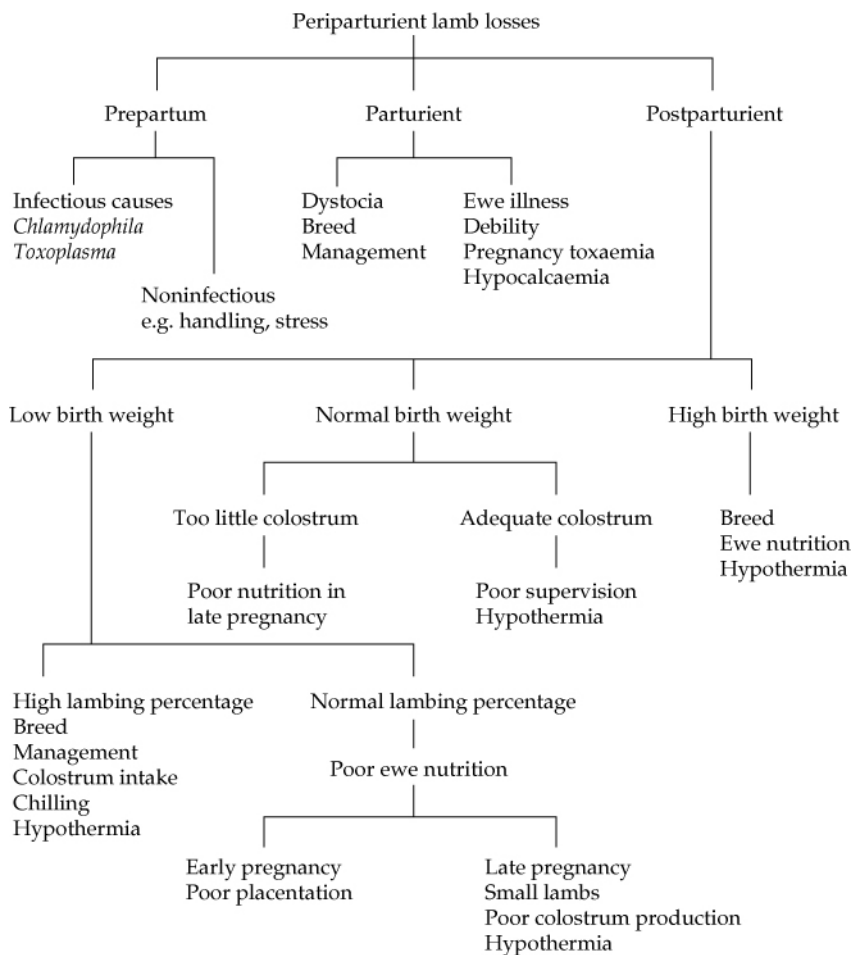 Periparturient lamb losses
Prepartum
Parturient
Postparturient
Infectious causes
Chlamydophila
Toxoplasma
Noninfectious
e.g. handling, stress
Dystocia
Breed
Management
Ewe illness
Debility
Pregnancy toxaemia
Hypocalcaemia
Low birth weight
Normal birth weight
High birth weight
Too little colostrum
Adequate colostrum
Breed
Ewe nutrition
Hypothermia
Poor nutrition in
late pregnancy
Poor supervision
Hypothermia
High lambing percentage
Breed
Management
Colostrum intake
Chilling
Hypothermia
Normal lambing percentage
Poor ewe nutrition
Early pregnancy
Poor placentation
Late pregnancy
Small lambs
Poor colostrum production
Hypothermia